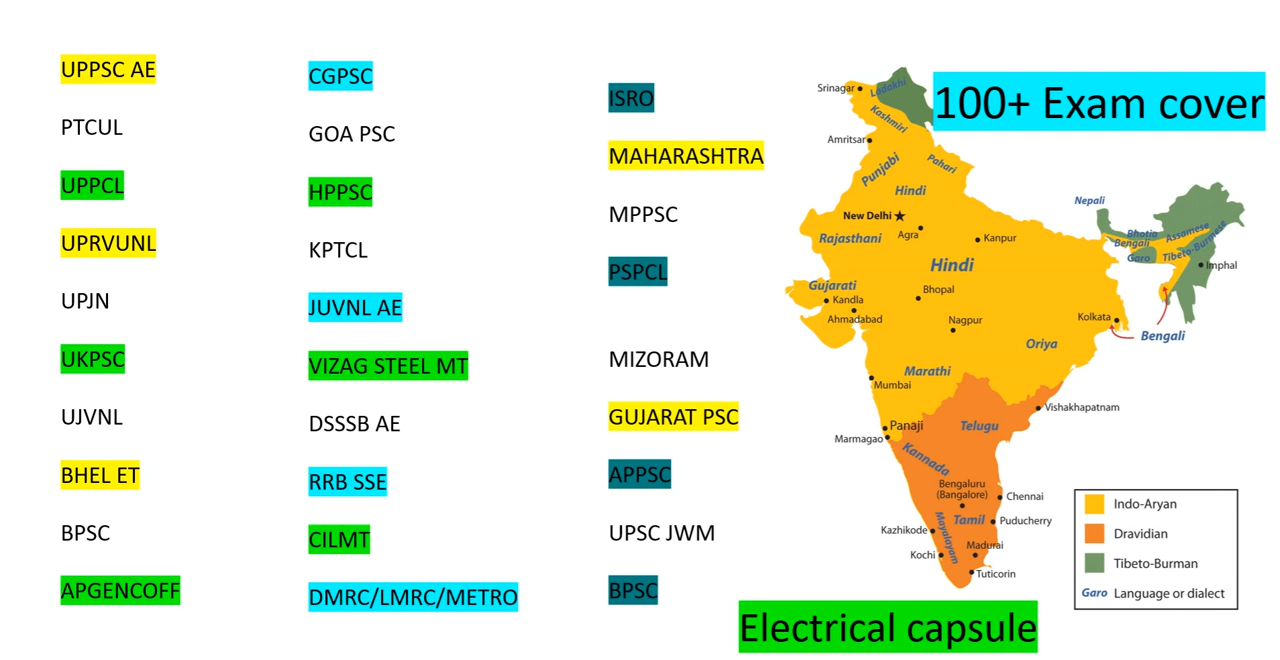 UPPSC AE
PTCUL
UPPCL
UPRVUNL
UPJN
UKPSC
UJVNL
BHEL ET
BPSC
APGENCOFF
CGPSC
GOA PSC
HPPSC
KPTCL
JUVNL AE
VIZAG STEEL MT
DSSSB AE
RRB SSE
CILMT
DMRC/LMRC/METRO
ISRO
MAHARASHTRA
MPPSC
PSPCL
MIZORAM
GUJARAT PSC
APPSC
UPSC JWM
BPSC
100+ Exam cover
Srinagar
Ladakhi
Kashmiri
Amritsar
Punjabi
Pahari
Hindi
New Delhi
Agra
Rajasthani
Kanpur
Nepali
Bhotia
Bengali
Assamese
Garo
Tibeto-Burmese
Imphal
Hindi
Gujarati
Kandla
Ahmadabad
Bhopal
Nagpur
Kolkata
Bengali
Oriya
Marathi
Mumbai
Vishakhapatnam
Panaji
Marmagao
Telugu
Kannada
Bengaluru
(Bangalore)
Chennai
Tamil
Puducherry
Kazhikode
Mayalayam
Kochi
Madurai
Tuticorin
Indo-Aryan
Dravidian
Tibeto-Burman
Garo Language or dialect
Electrical capsule